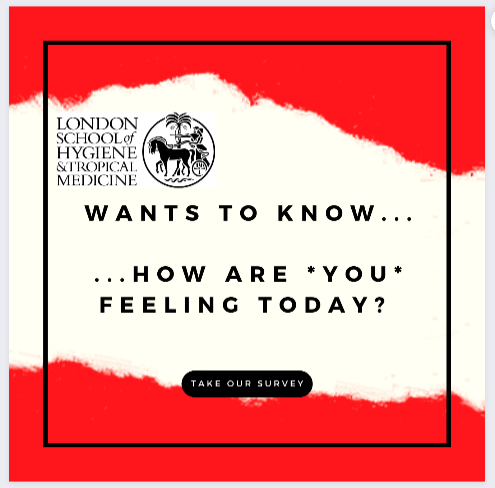 LONDON
SCHOOL of
HYGIENE
& TROPICAL
MEDICINE
WANTS TO KNOW...
...HOW ARE *YOU*
FEELING TODAY?
TAKE OUR SURVEY